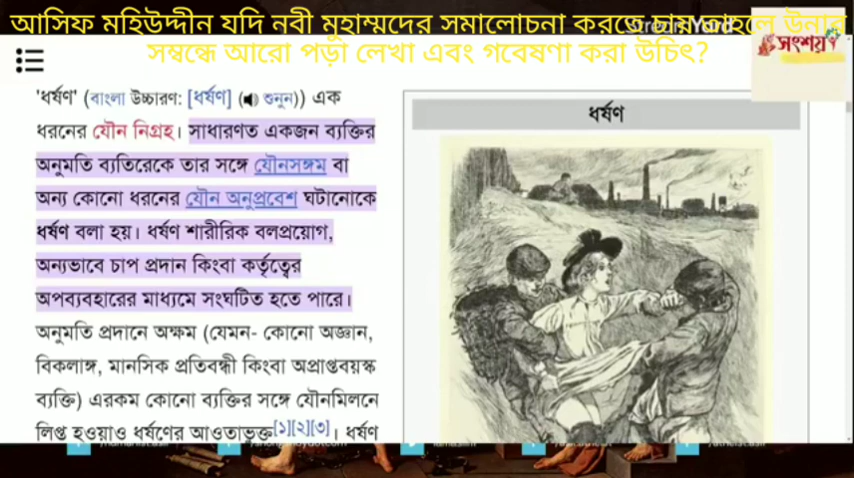 আসিফ মহিউদ্দীন যদি নবী মুহাম্মদের সমালোচনা করতে চায় তাহলে উনার
সম্বন্ধে আরো পড়ী লেখা এবং গবেষণা করা উচিৎ?
সংশয়
'ধর্ষণ' (বাংলা উচ্চারণ: [ধর্ষণ] (শুনুন)) এক
ধরনের যৌন নিগ্রহ। সাধারণত একজন ব্যক্তির
অনুমতি ব্যতিরেকে তার সঙ্গে যৌনসঙ্গম বা
অন্য কোনো ধরনের যৌন অনুপ্রবেশ ঘটানোকে
ধর্ষণ বলা হয়। ধর্ষণ শারীরিক বলপ্রয়োগ,
অন্যভাবে চাপ প্রদান কিংবা কর্তৃত্বের
অপব্যবহারের মাধ্যমে সংঘটিত হতে পারে।
অনুমতি প্রদানে অক্ষম (যেমন- কোনো অজ্ঞান,
বিকলাঙ্গ, মানসিক প্রতিবন্ধী কিংবা অপ্রাপ্তবয়স্ক
ব্যক্তি) এরকম কোনো ব্যক্তির সঙ্গে যৌনমিলনে
লিপ্ত হওয়াও ধর্ষণের আওতাভুক্ত[১][২][৩]। ধর্ষণ
ধর্ষণ